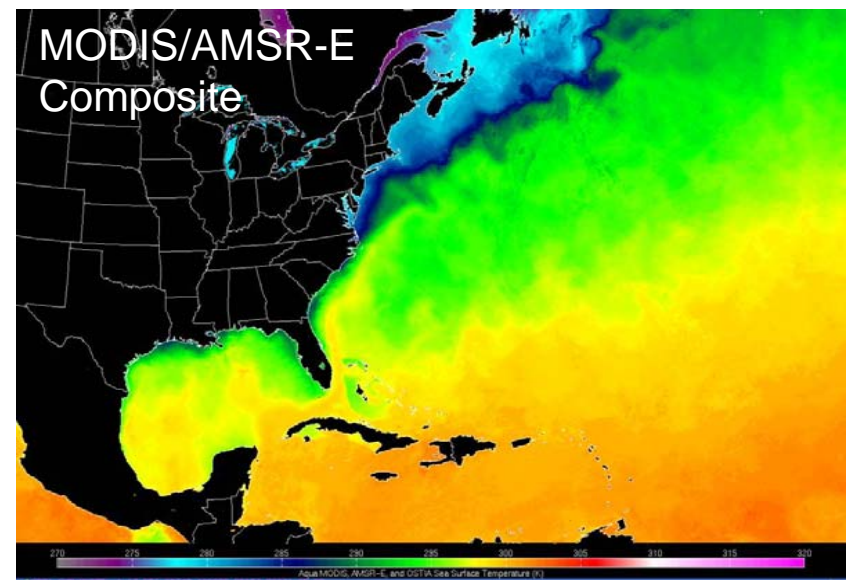 MODIS/AMSR-E
Composite
270 275 280 285 290 295 300 305 310 315 320
Aqua MODIS, AMSR-E, and OSTIA Sea Surface Temperature (K)